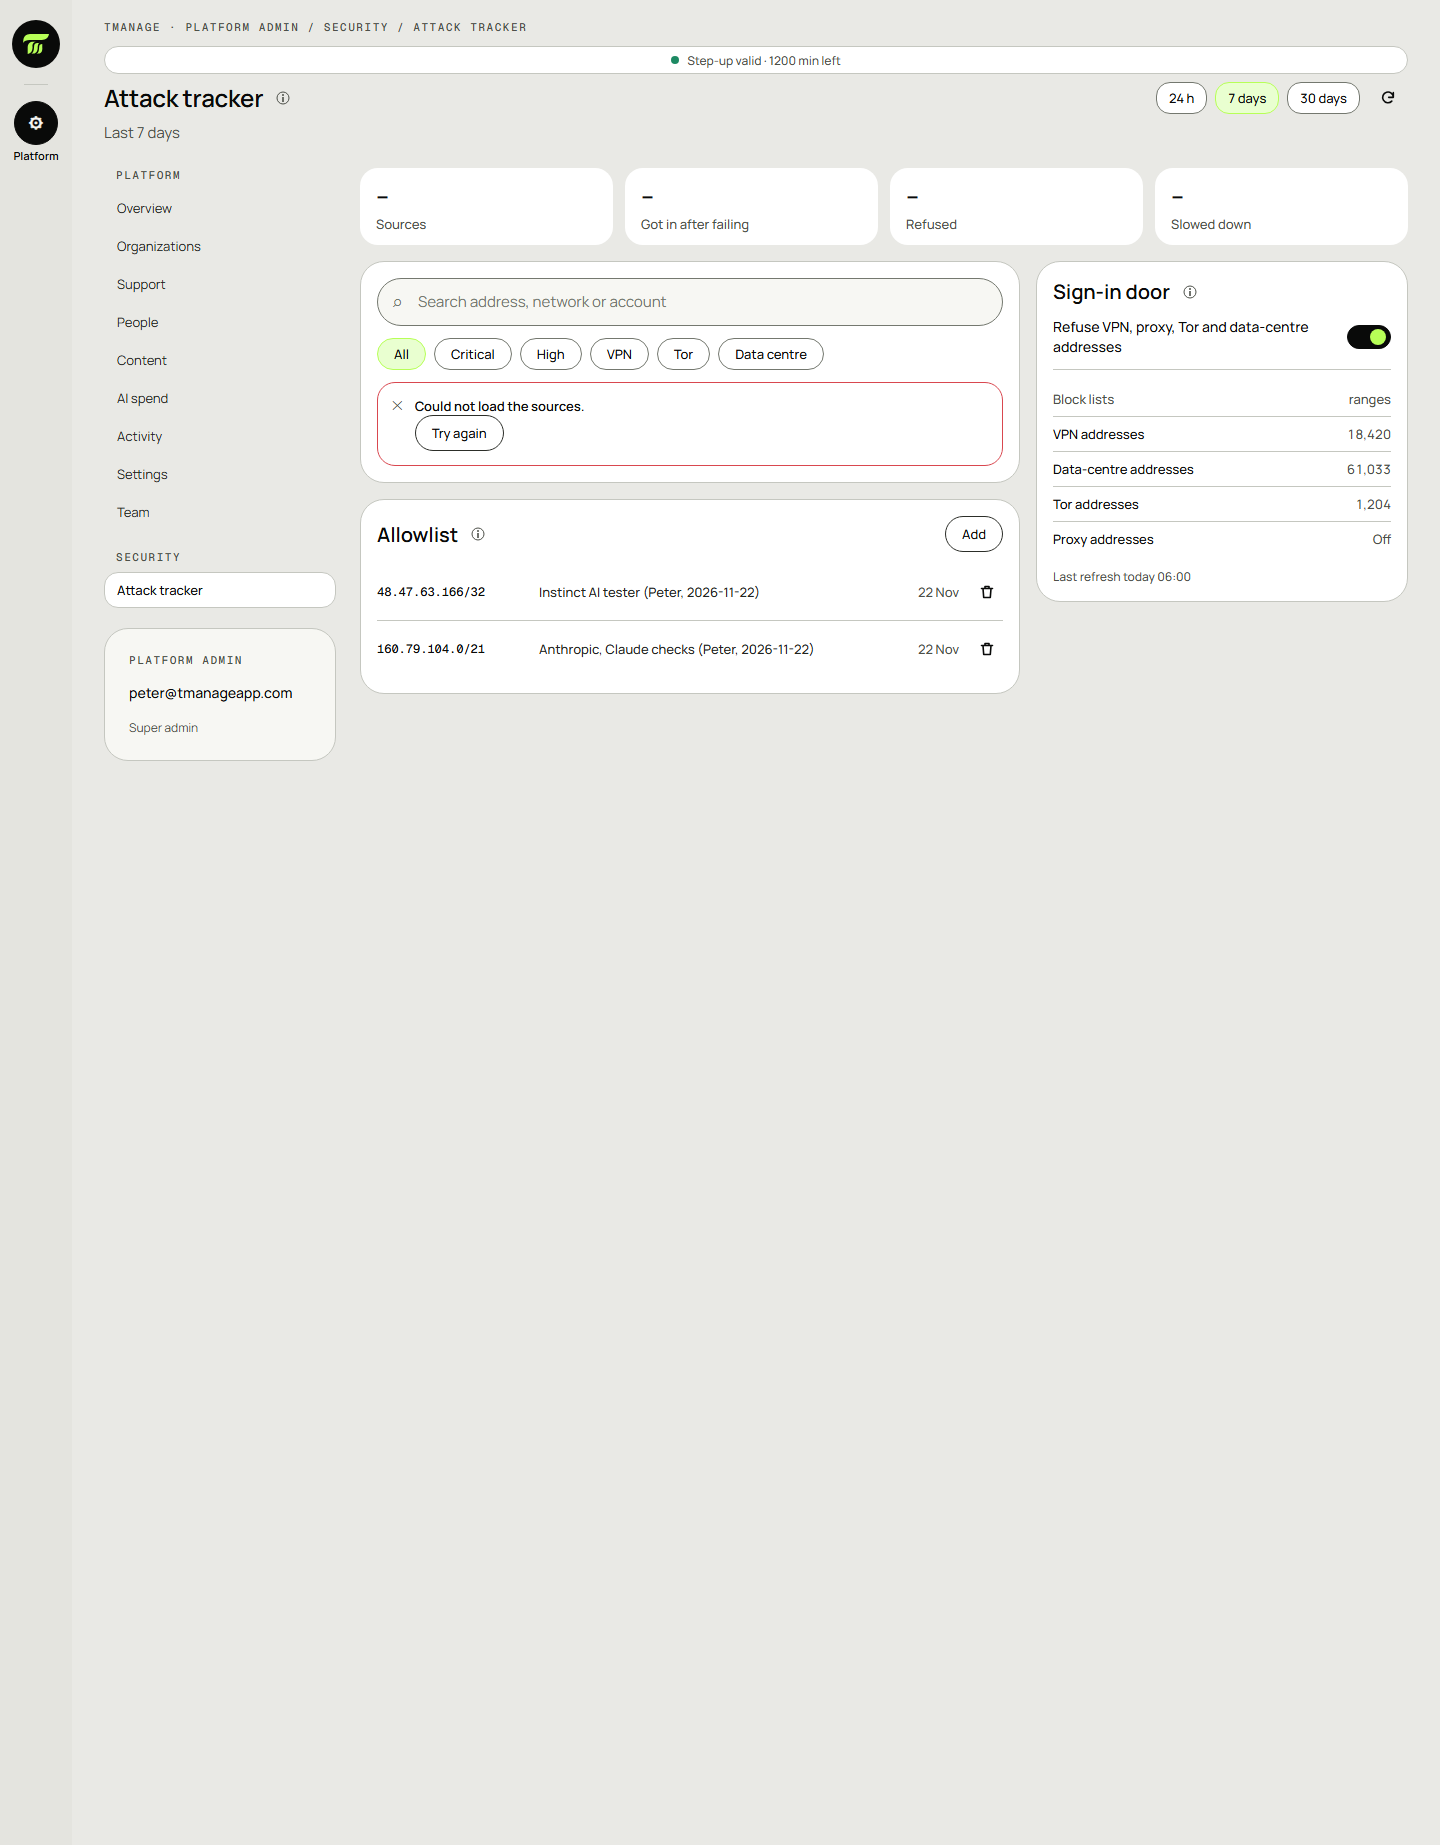 TMANAGE · PLATFORM ADMIN / SECURITY / ATTACK TRACKER
Step-up valid · 1200 min left
Attack tracker
24 h
7 days
30 days
Last 7 days
Platform
PLATFORM
Overview
Organizations
Support
People
Content
AI spend
Activity
Settings
Team
SECURITY
Attack tracker
PLATFORM ADMIN
peter@tmanageapp.com
Super admin
–
Sources
–
Got in after failing
–
Refused
–
Slowed down
Search address, network or account
All
Critical
High
VPN
Tor
Data centre
Could not load the sources.
Try again
Allowlist
Add
48.47.63.166/32 Instinct AI tester (Peter, 2026-11-22) 22 Nov
160.79.104.0/21 Anthropic, Claude checks (Peter, 2026-11-22) 22 Nov
Sign-in door
Refuse VPN, proxy, Tor and data-centre
addresses
Block lists ranges
VPN addresses 18,420
Data-centre addresses 61,033
Tor addresses 1,204
Proxy addresses Off
Last refresh today 06:00